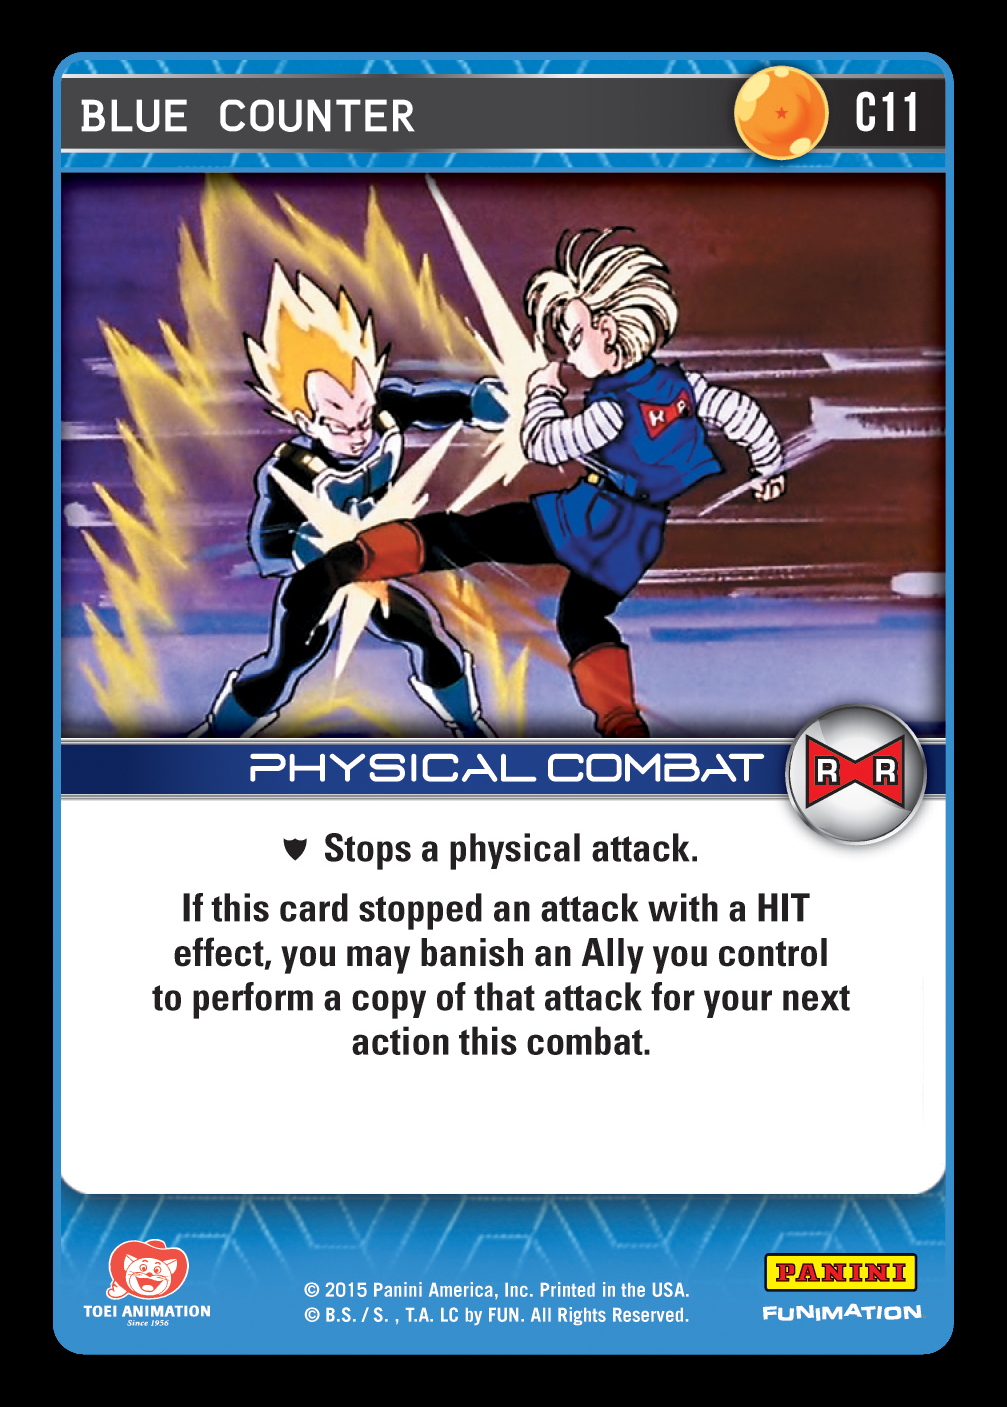 BLUE COUNTER
C11
R R
PHYSICAL COMBAT
R R
Stops a physical attack.
If this card stopped an attack with a HIT
effect, you may banish an Ally you control
to perform a copy of that attack for your next
action this combat.
TOEI ANIMATION
Since 1956
© 2015 Panini America, Inc. Printed in the USA.
© B.S. / S. , T.A. LC by FUN. All Rights Reserved.
PANINI
FUNIMATION